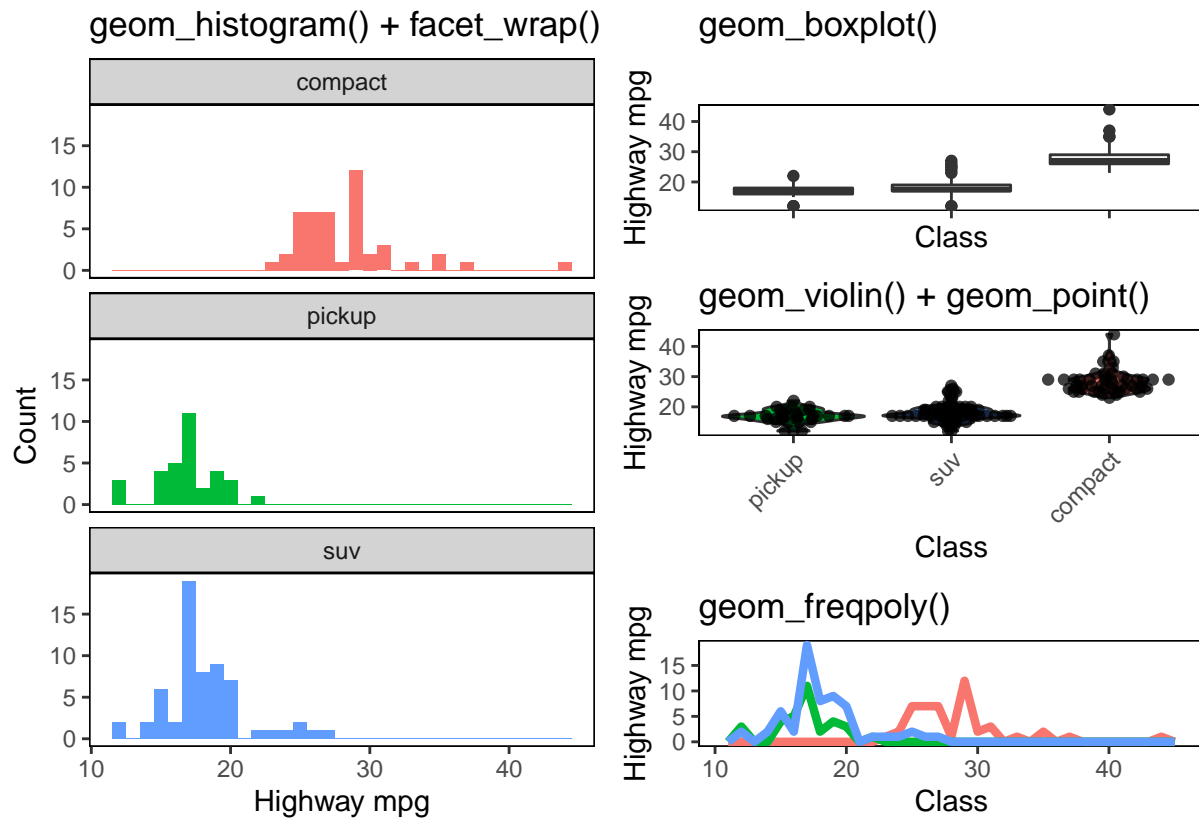 geom_histogram() + facet_wrap()
compact
15
10
5
0
pickup
15
10
5
0
suv
15
10
5
0
Count
10 20 30 40
Highway mpg
geom_boxplot()
Highway mpg
40
30
20
Class
geom_violin() + geom_point()
Highway mpg
40
30
20
pickup suv compact
Class
geom_freqpoly()
Highway mpg
15
10
5
0
10 20 30 40
Class